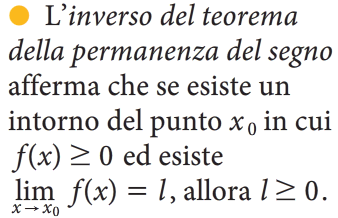 ● L'inverso del teorema
della permanenza del segno
afferma che se esiste un
intorno del punto x₀ in cui
f(x) ≥ 0 ed esiste
lim x→x₀ f(x) = l, allora l ≥ 0.